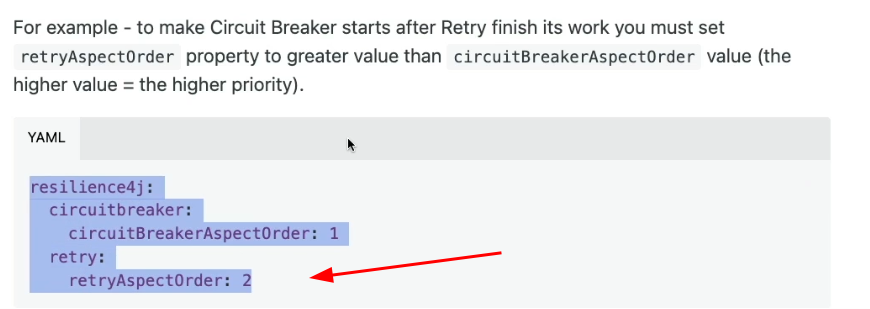 For example - to make Circuit Breaker starts after Retry finish its work you must set
retryAspectOrder property to greater value than circuitBreakerAspectOrder value (the
higher value = the higher priority).
YAML
resilience4j:
  circuitbreaker:
    circuitBreakerAspectOrder: 1
  retry:
    retryAspectOrder: 2